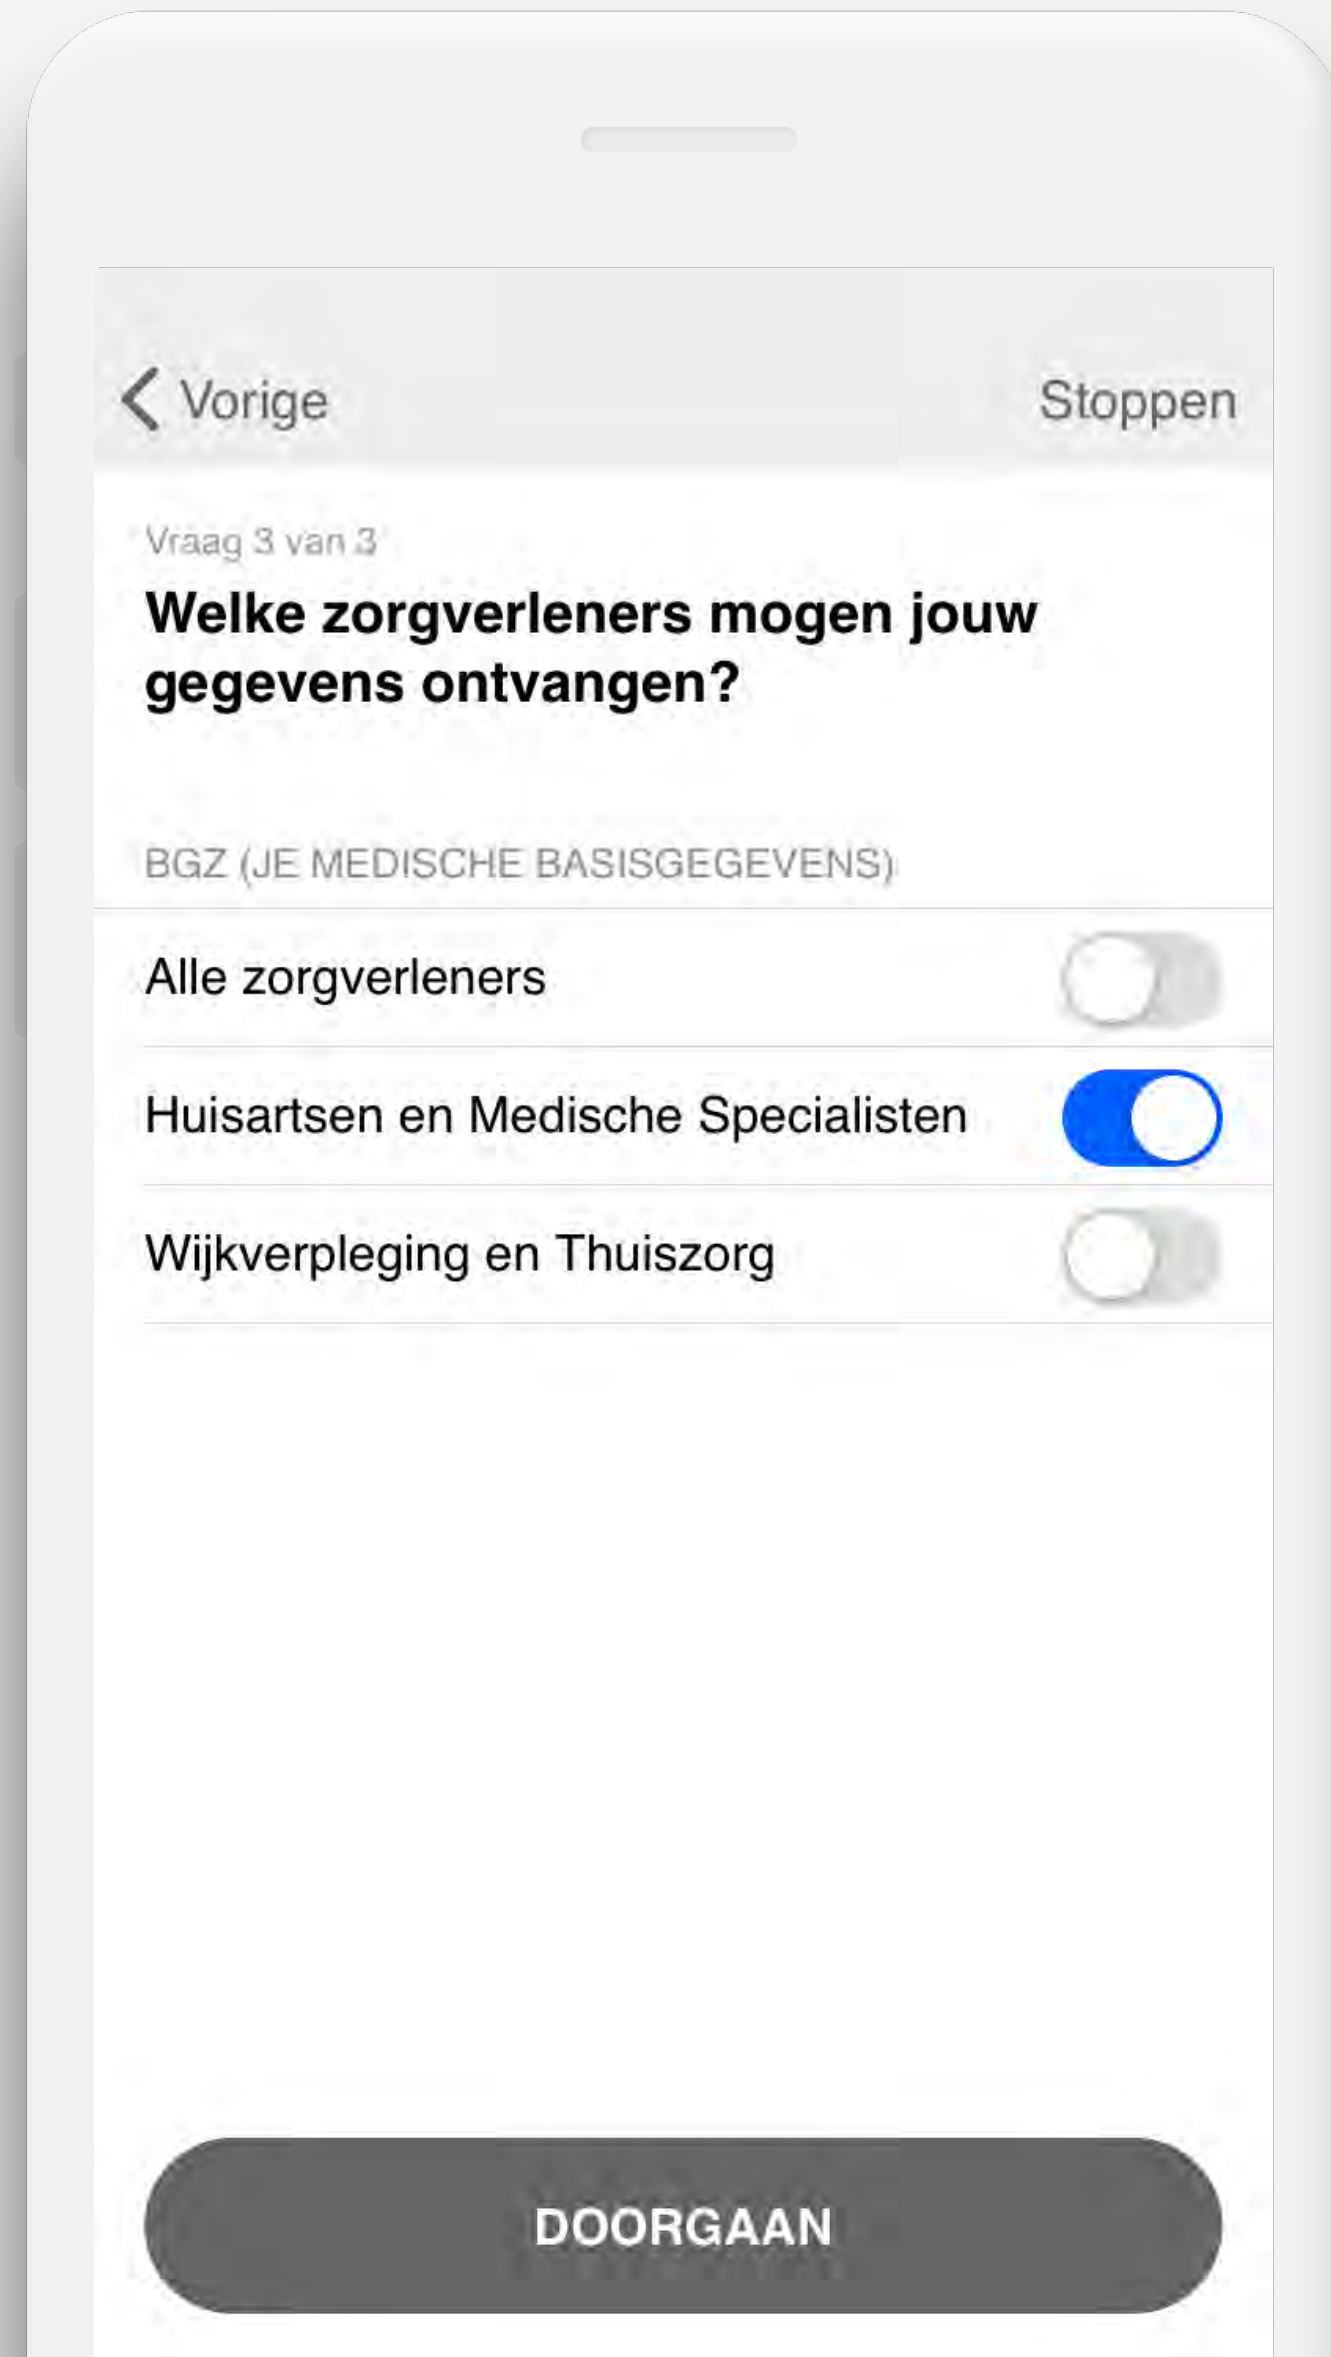 Vorige
Stoppen
Vraag 3 van 3
Welke zorgverleners mogen jouw
gegevens ontvangen?
BGZ (JE MEDISCHE BASISGEGEVENS)
Alle zorgverleners
Huisartsen en Medische Specialisten
Wijkverpleging en Thuiszorg
DOORGAAN